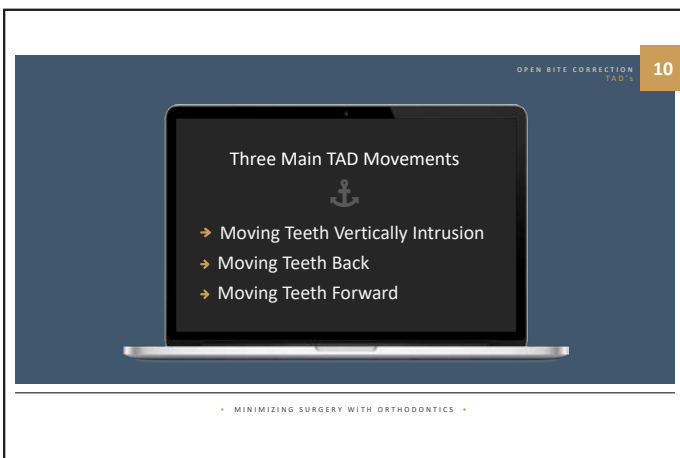 OPEN BITE CORRECTION
TAD's
10
Three Main TAD Movements
Moving Teeth Vertically Intrusion
Moving Teeth Back
Moving Teeth Forward
• MINIMIZING SURGERY WITH ORTHODONTICS •